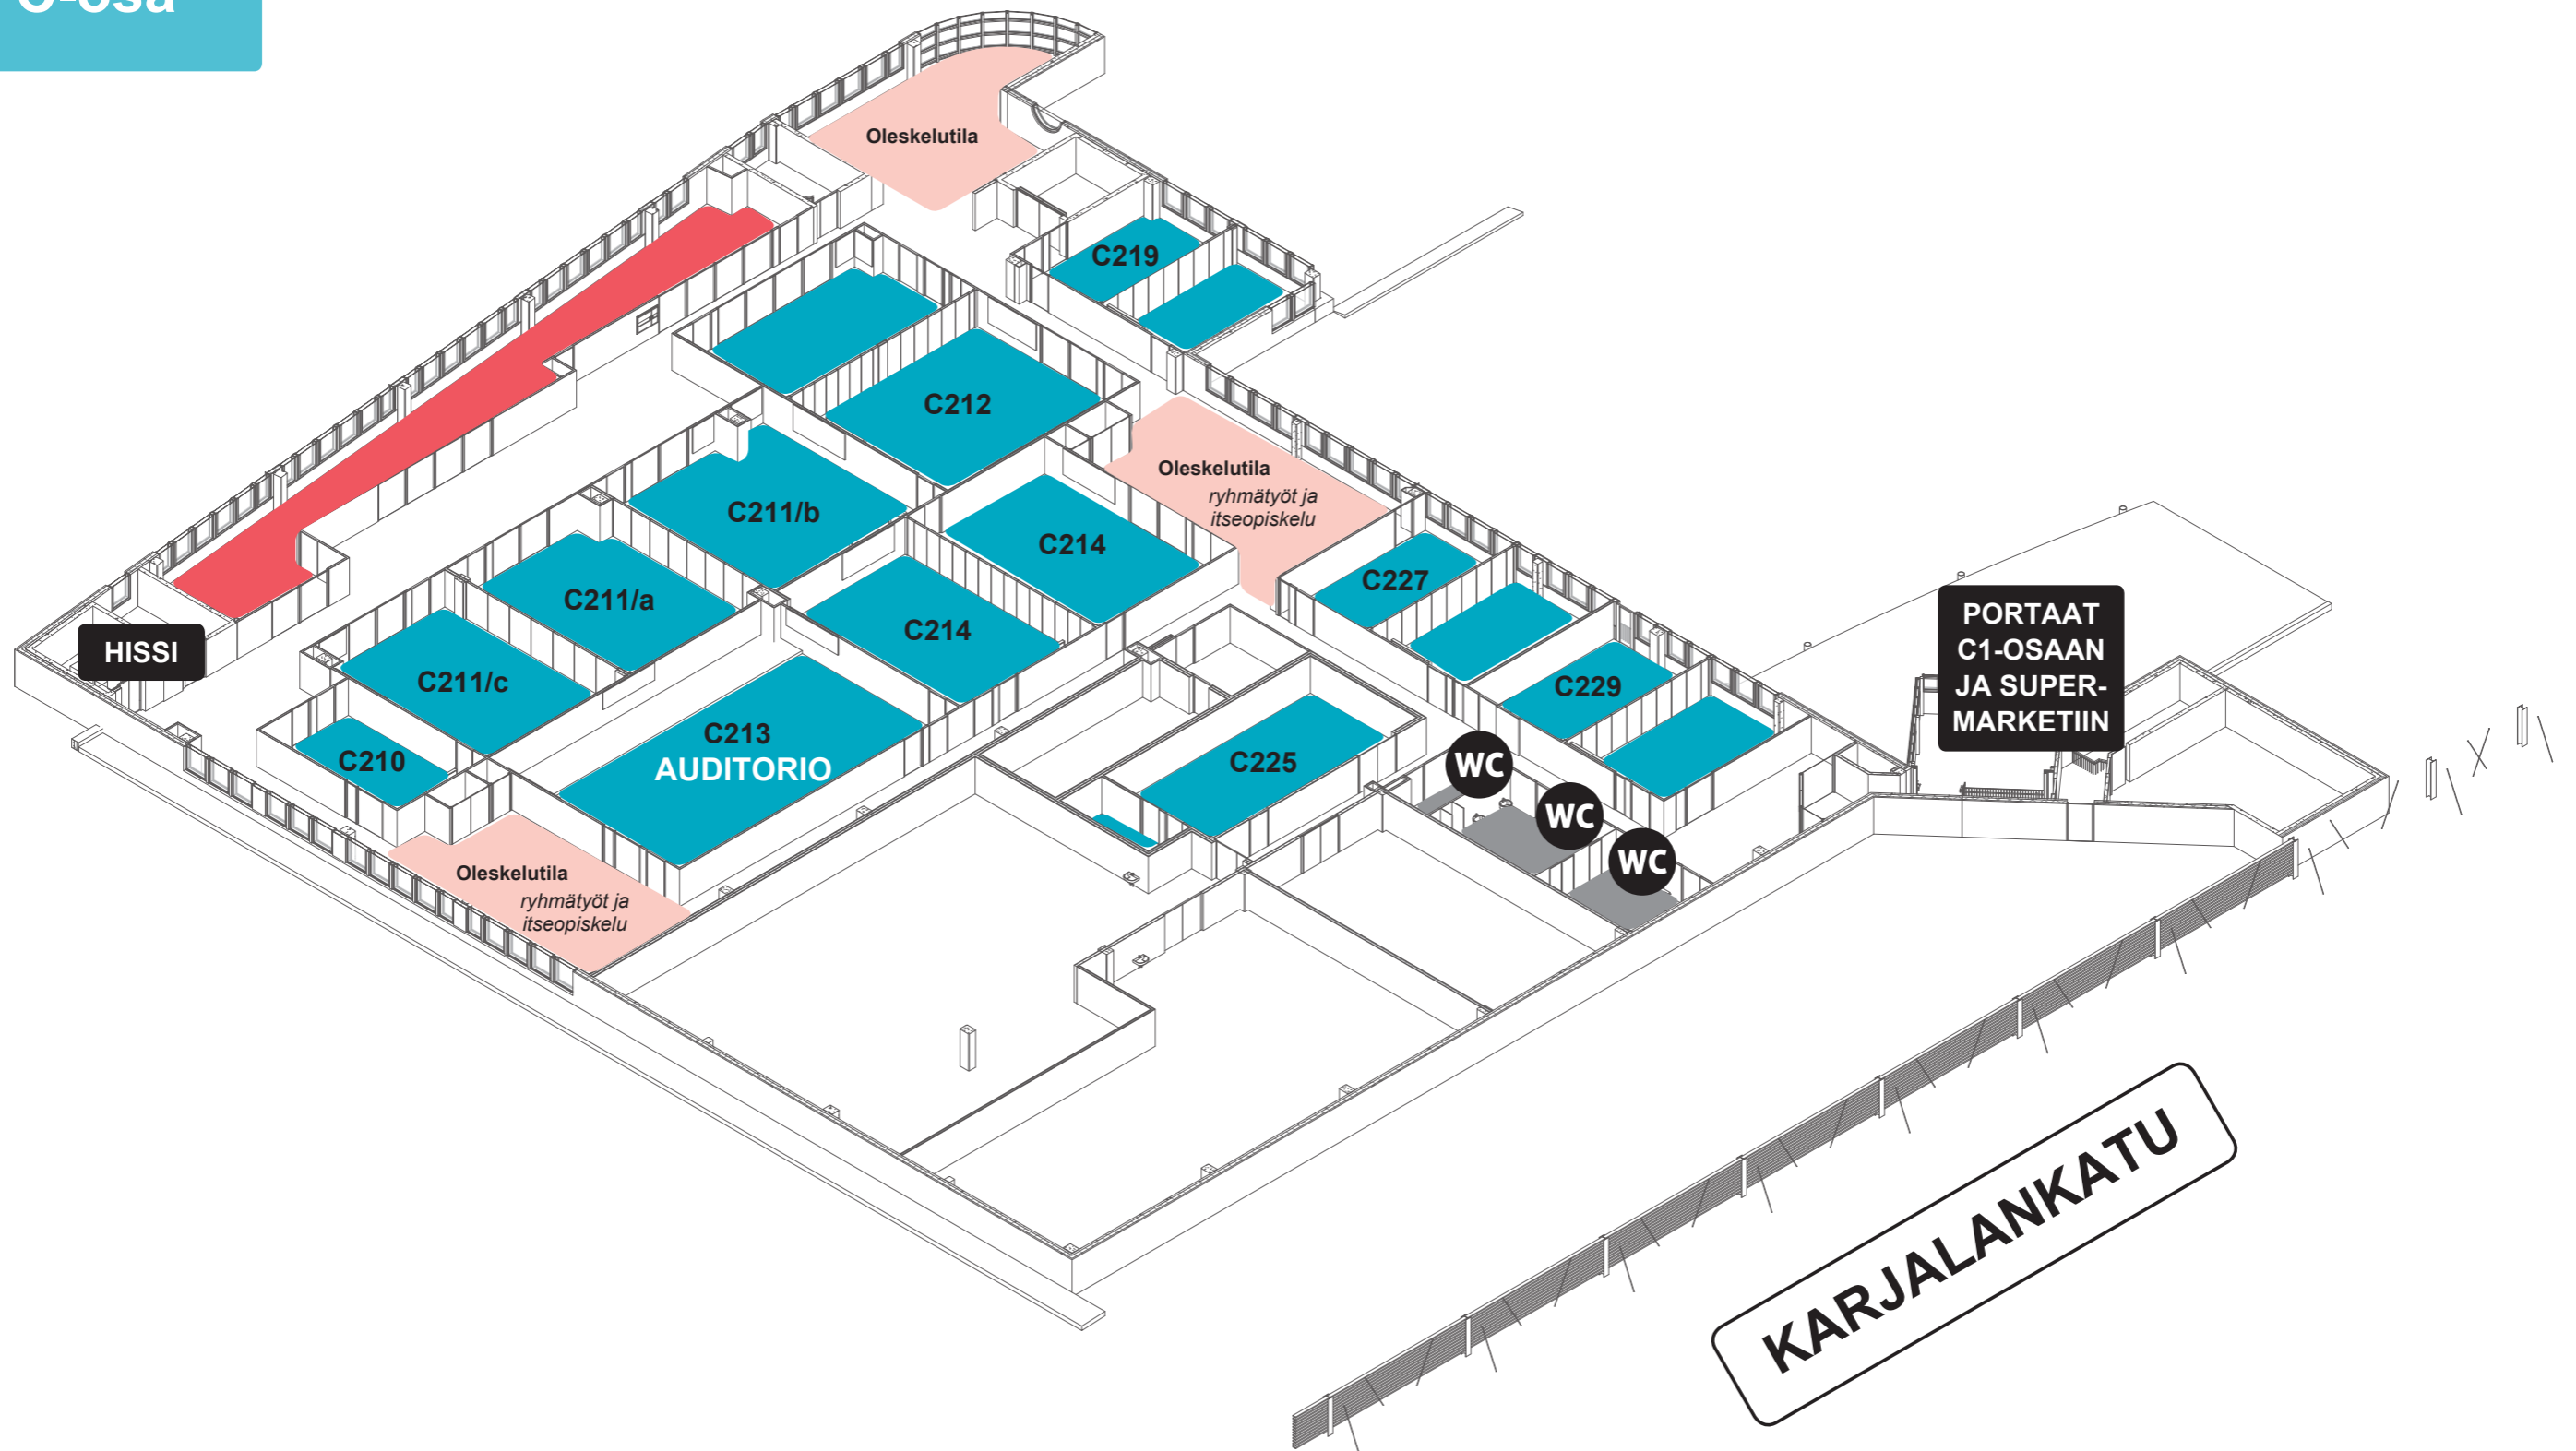 C-osa
Oleskelutila
C219
C212
Oleskelutila
ryhmätyöt ja
itseopiskelu
C211/b
C214
C227
C211/a
C214
HISSI
C211/c
C229
PORTAAT
C1-OSAAN
JA SUPER-
MARKETIIN
C210
C213
AUDITORIO
C225
WC
WC
WC
Oleskelutila
ryhmätyöt ja
itseopiskelu
KARJALANKATU